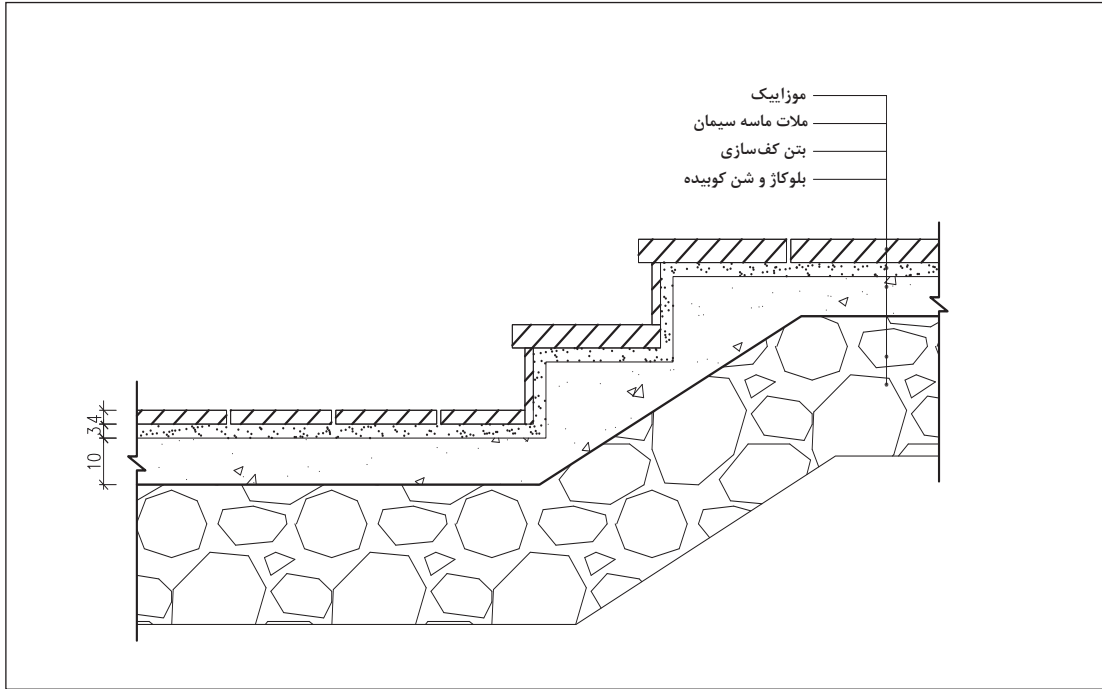 موزاییک
ملات ماسه سیمان
بتن کف‌سازی
بلوکاژ و شن کوبیده
4
3
10